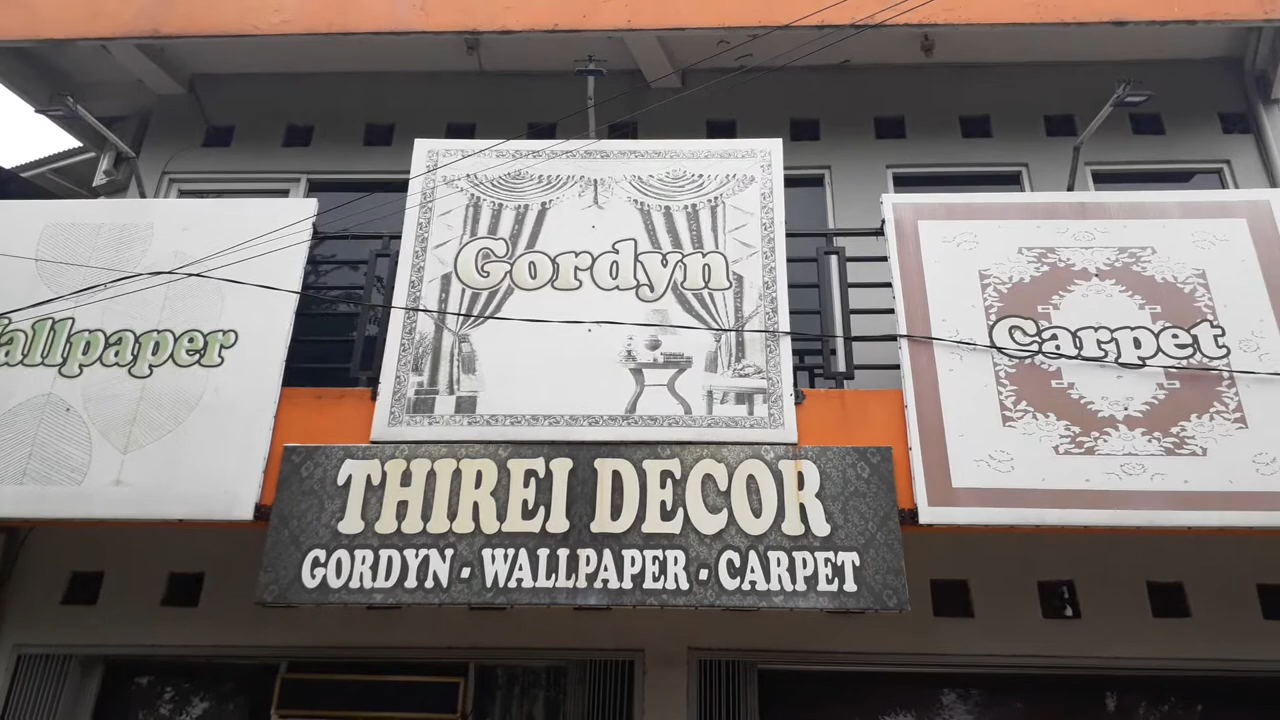 Gordyn
allpaper
Carpet
THIREI DECOR
GORDYN - WALLPAPER - CARPET